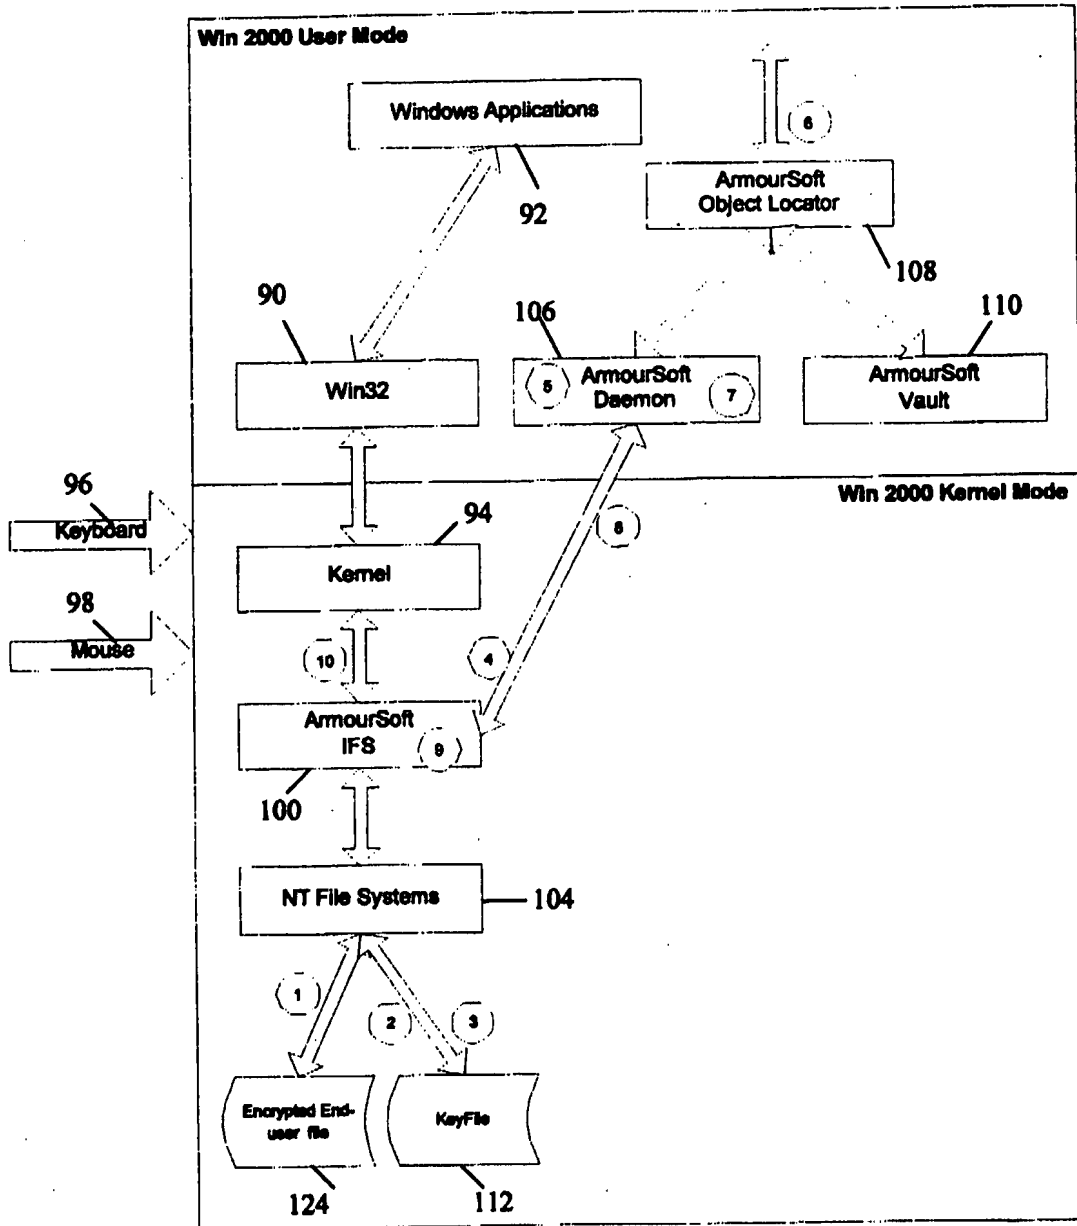 Win 2000 User Mode
Windows Applications
6
92
ArmourSoft
Object Locator
108
90
106
110
Win32
5
ArmourSoft
Daemon
7
ArmourSoft
Vault
Win 2000 Kernel Mode
96
Keyboard
94
8
Kernel
98
Mouse
10
4
ArmourSoft
IFS
9
100
NT File Systems
104
1
2
3
Encrypted End-
user file
KeyFile
124
112